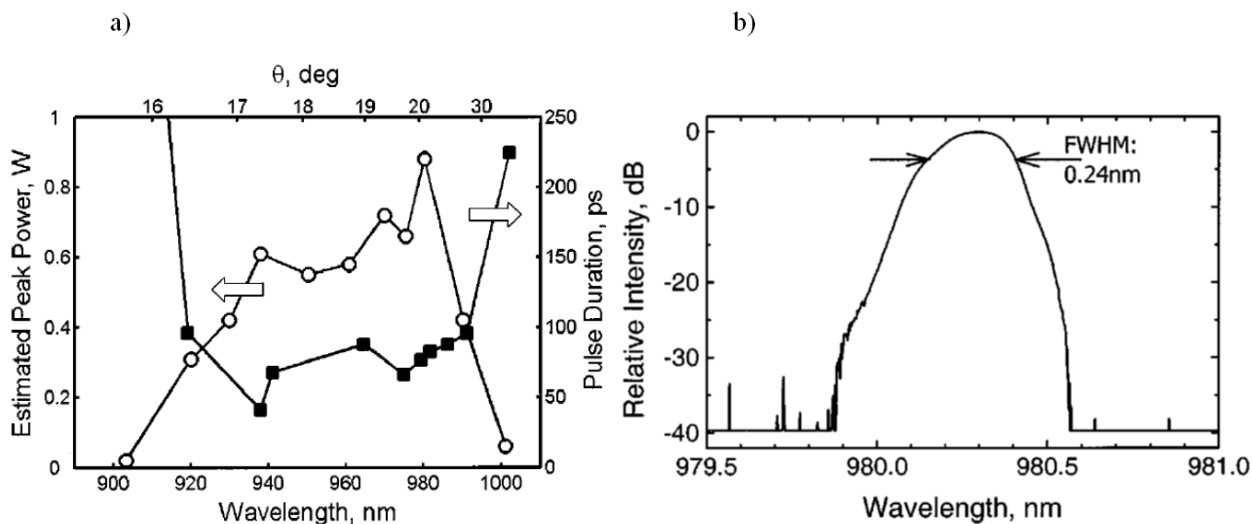 a)
b)
θ, deg
16 17 18 19 20 30
1 250
0.8 200
0.6 150
0.4 100
0.2 50
0 0
900 920 940 960 980 1000
Wavelength, nm
Estimated Peak Power, W
Pulse Duration, ps
0
-10
-20
-30
-40
Relative Intensity, dB
FWHM:
0.24nm
979.5 980.0 980.5 981.0
Wavelength, nm